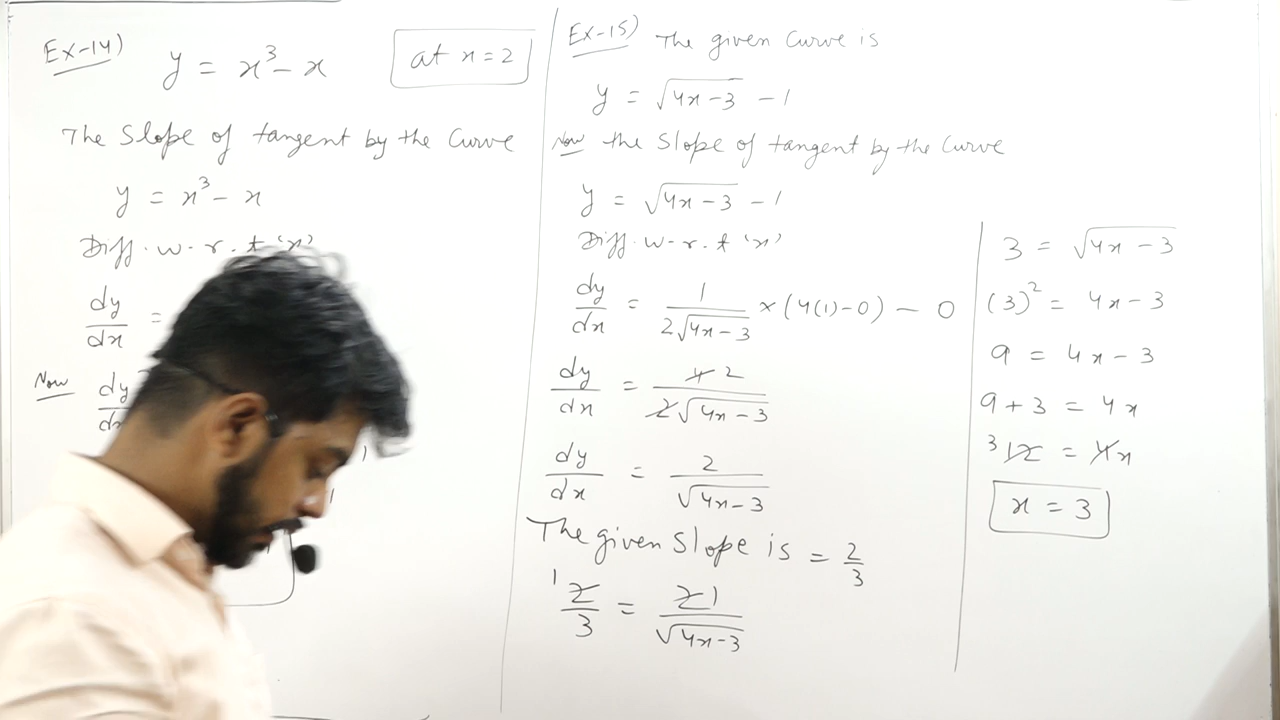 Ex-14)
y = x³ - x
at x = 2
The Slope of tangent by the Curve
y = x³ - x
Diff. w-r.t 'x'
dy/dx =
Now dy/
Ex-15) The given Curve is
y = √(4x-3) - 1
Now the Slope of tangent by the Curve
y = √(4x-3) - 1
Diff. w-r.t 'x'
dy/dx = 1/(2√(4x-3)) × (4(1)-0) - 0
dy/dx = 4 2/(2√(4x-3))
dy/dx = 2/√(4x-3)
The given Slope is = 2/3
1 2/3 = 2 1/√(4x-3)
3 = √(4x-3)
(3)² = 4x-3
9 = 4x-3
9+3 = 4x
3 12 = 4x
x = 3